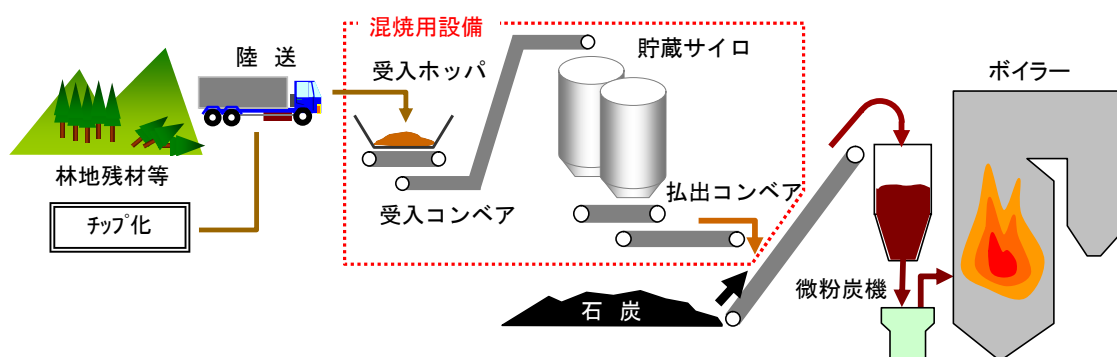 混焼用設備
陸 送
受入ホッパ
貯蔵サイロ
ボイラー
林地残材等
チップ化
受入コンベア
払出コンベア
石 炭
微粉炭機